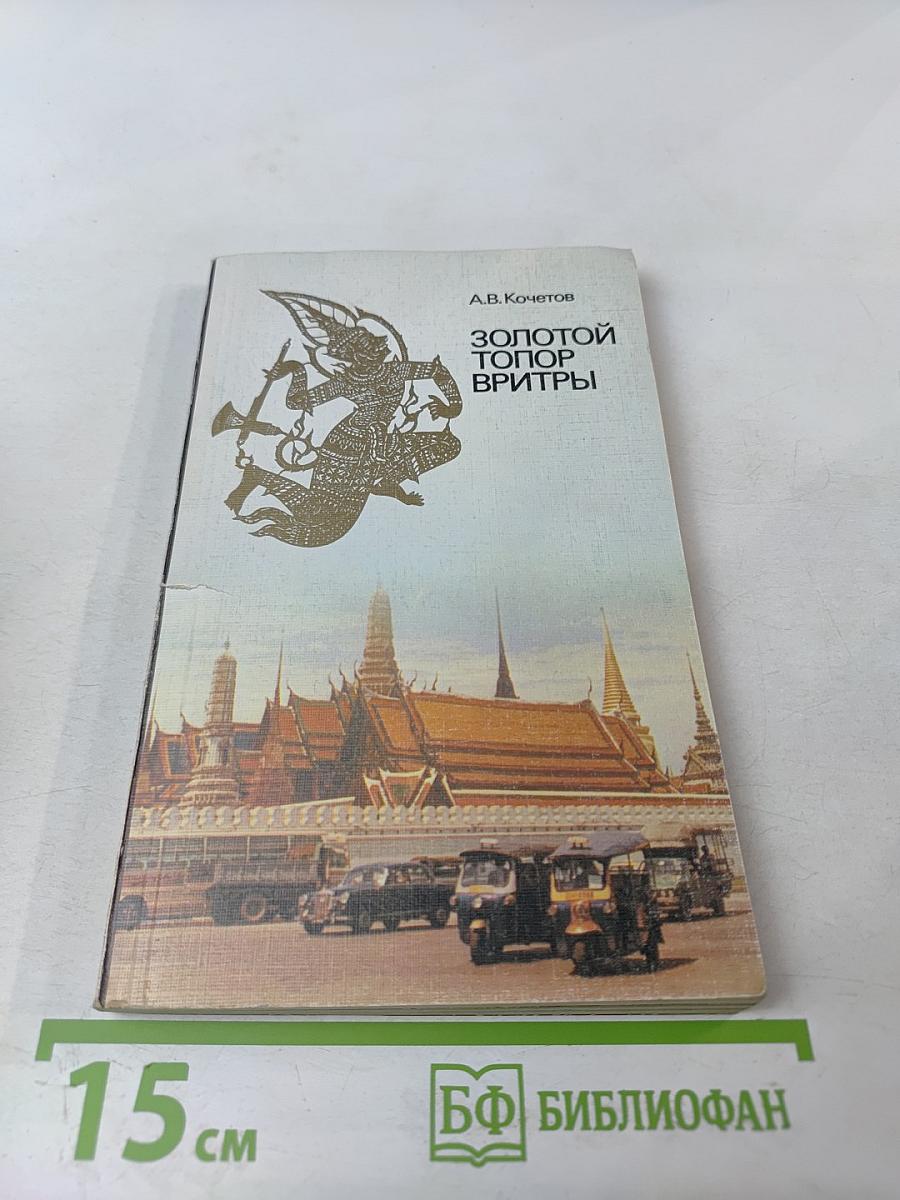 А.В.Кочетов
ЗОЛОТОЙ
ТОПОР
ВРИТРЫ
15 см
БФ БИБЛИОФАН